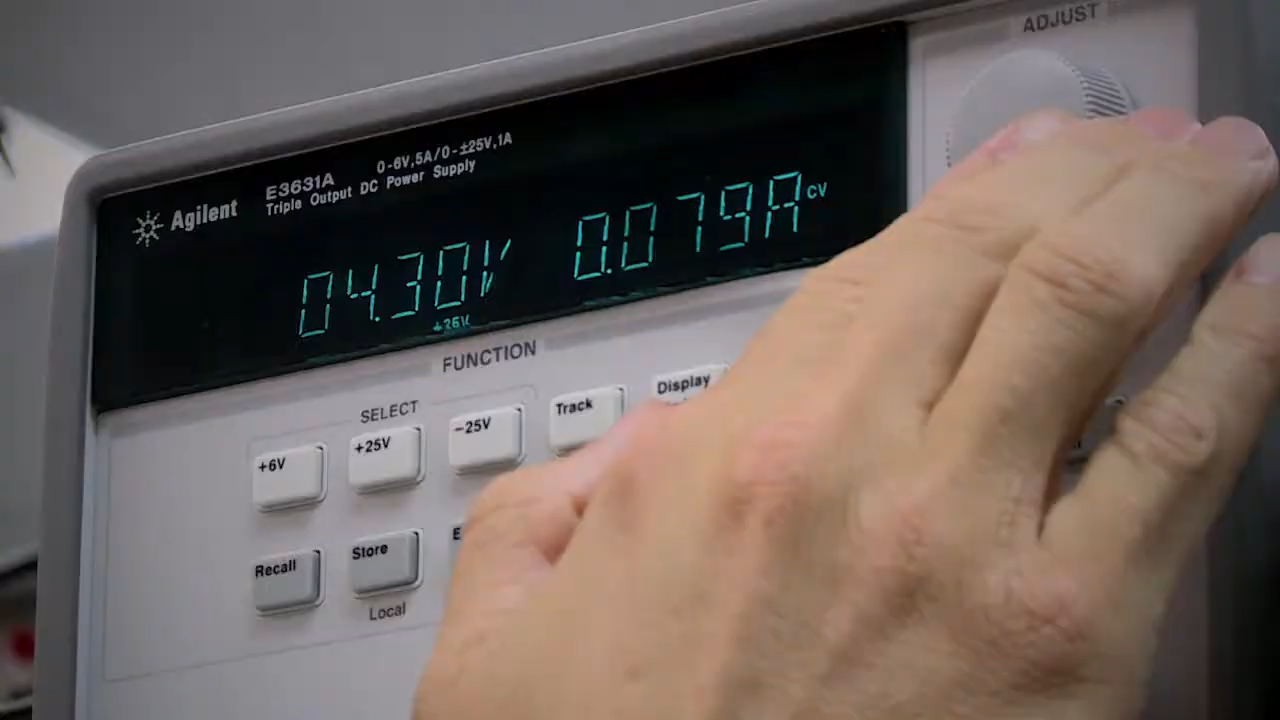 ADJUST
0-6V,5A/0-±25V,1A
E3631A
Triple Output DC Power Supply
Agilent
04.30V 0.079A CV
+25V
FUNCTION
SELECT
+6V
+25V
-25V
Track
Display
Recall
Store
Local